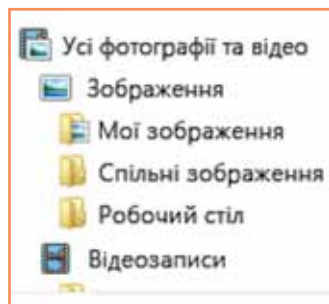 Усі фотографії та відео
Зображення
Мої зображення
Спільні зображення
Робочий стіл
Відеозаписи